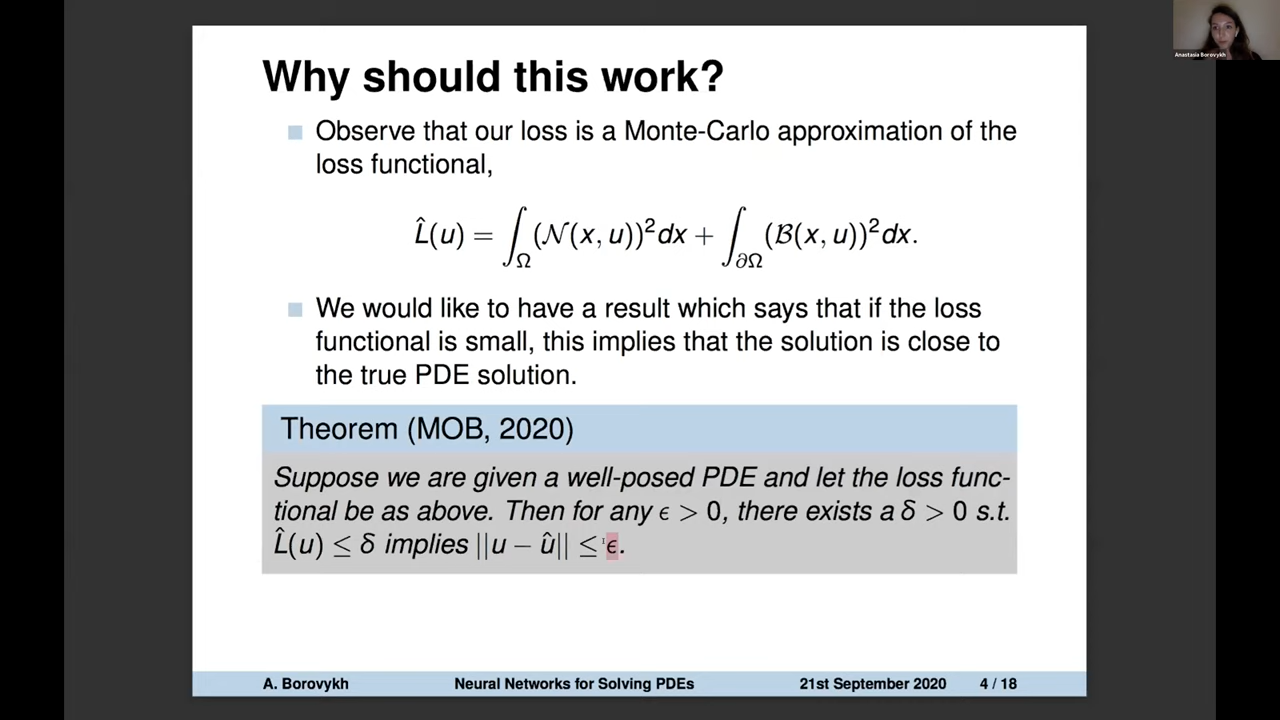 Anastasia Borovykh
Why should this work?
Observe that our loss is a Monte-Carlo approximation of the
loss functional,
L̂(u) = ∫_Ω (𝒩(x, u))²dx + ∫_∂Ω (ℬ(x, u))²dx.
We would like to have a result which says that if the loss
functional is small, this implies that the solution is close to
the true PDE solution.
Theorem (MOB, 2020)
Suppose we are given a well-posed PDE and let the loss func-
tional be as above. Then for any ϵ > 0, there exists a δ > 0 s.t.
L̂(u) ≤ δ implies ||u − û|| ≤ ϵ.
A. Borovykh Neural Networks for Solving PDEs 21st September 2020 4 / 18